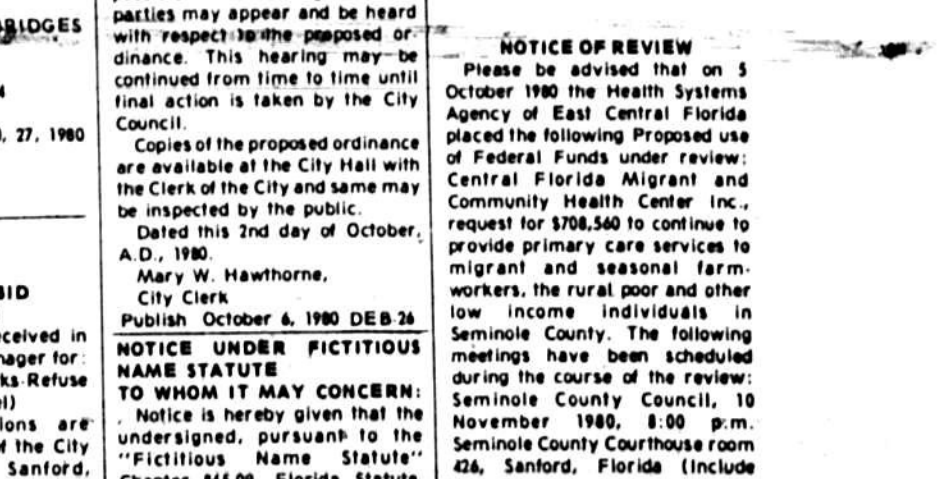 BRIDGES
, 27, 1980
BID
ceived in
nager for:
ks-Refuse
el)
ions are
f the City
Sanford,
parties may appear and be heard
with respect to the proposed or-
dinance. This hearing may be
continued from time to time until
final action is taken by the City
Council.
Copies of the proposed ordinance
are available at the City Hall with
the Clerk of the City and same may
be inspected by the public.
Dated this 2nd day of October,
A.D., 1980.
Mary W. Hawthorne,
City Clerk
Publish October 6, 1980 DEB-26
NOTICE UNDER FICTITIOUS
NAME STATUTE
TO WHOM IT MAY CONCERN:
Notice is hereby given that the
undersigned, pursuant to the
"Fictitious Name Statute"
Chapter 865.09, Florida Statute,
NOTICE OF REVIEW
Please be advised that on 5
October 1980 the Health Systems
Agency of East Central Florida
placed the following Proposed use
of Federal Funds under review:
Central Florida Migrant and
Community Health Center Inc.,
request for $708,560 to continue to
provide primary care services to
migrant and seasonal farm-
workers, the rural poor and other
low income individuals in
Seminole County. The following
meetings have been scheduled
during the course of the review:
Seminole County Council, 10
November 1980, 8:00 p.m.
Seminole County Courthouse room
426, Sanford, Florida (Include